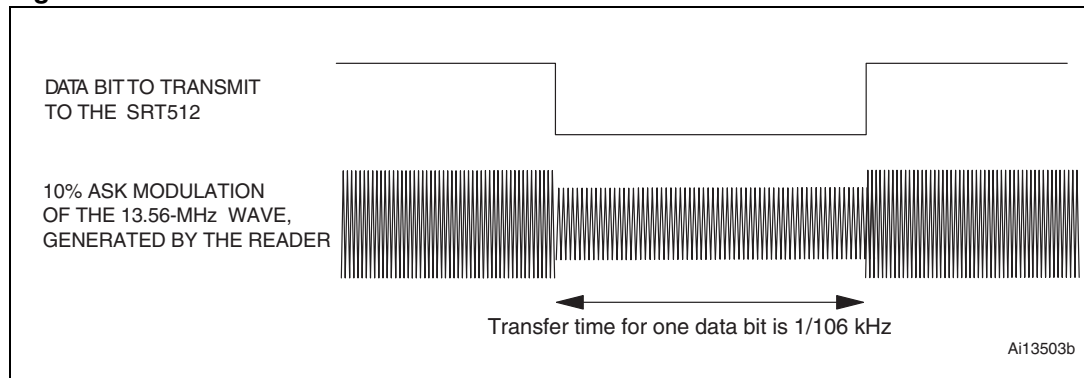 DATA BIT TO TRANSMIT
TO THE SRT512
10% ASK MODULATION
OF THE 13.56-MHz WAVE,
GENERATED BY THE READER
Transfer time for one data bit is 1/106 kHz
Ai13503b